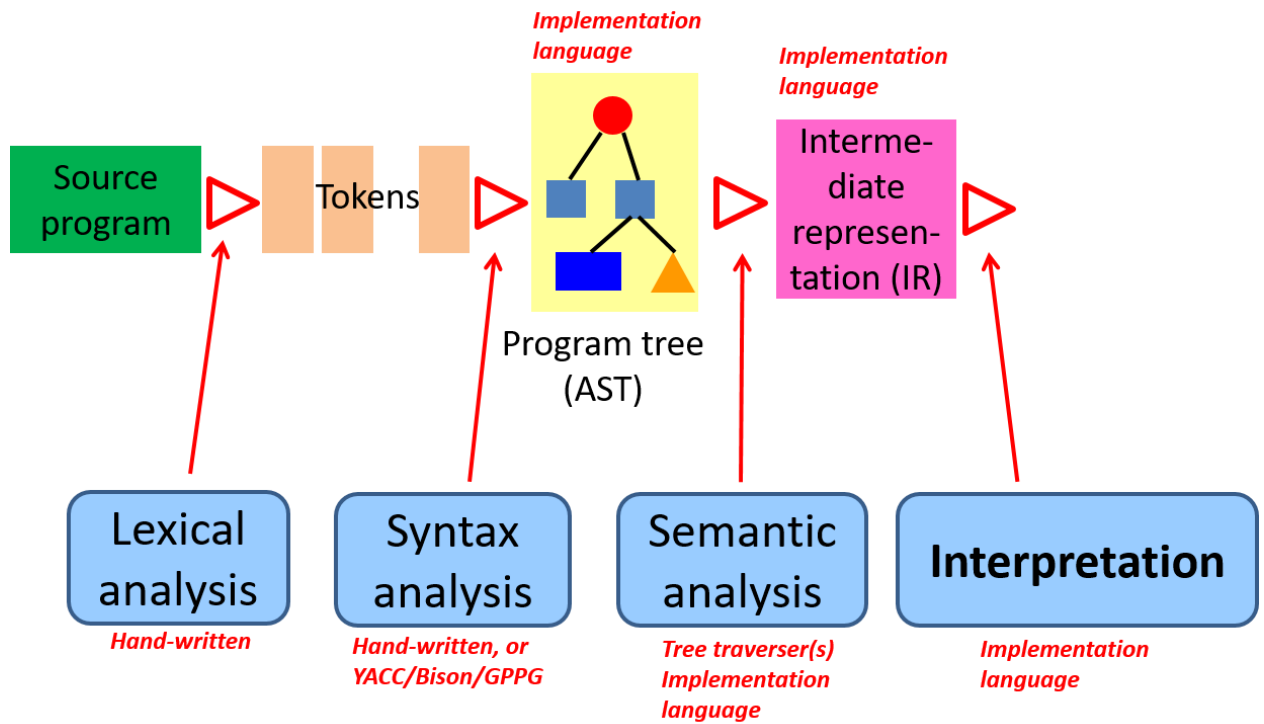 Implementation
language
Implementation
language
Source
program
Tokens
Interme-
diate
represen-
tation (IR)
Program tree
(AST)
Lexical
analysis
Syntax
analysis
Semantic
analysis
Interpretation
Hand-written
Hand-written, or
YACC/Bison/GPPG
Tree traverser(s)
Implementation
language
Implementation
language